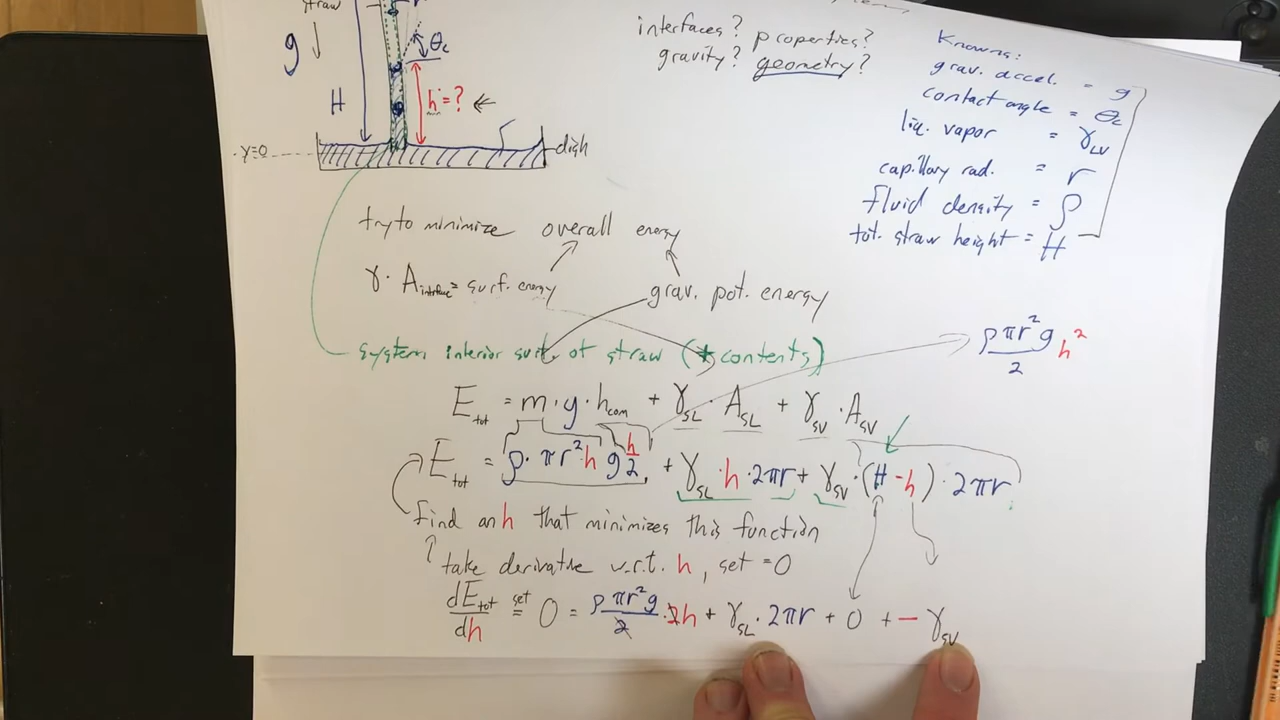 straw
g
θc
H
h=?
y=0
dish
interfaces? properties?
gravity? geometry?
Knowns:
grav. accel. = g
contact angle = θc
liq. vapor = γLV
capillary rad. = r
fluid density = ρ
tot. straw height = H
try to minimize overall energy
γ · A interface = surf. energy
grav. pot. energy
system interior surf. of straw (+ contents)
ρπr²g/2 h²
Etot = m·g·hcom + γSL · ASL + γSV · ASV
Etot = ρ·πr²h g h/2 + γSL·h·2πr + γSV·(H-h)·2πr
find an h that minimizes this function
take derivative w.r.t. h, set =0
dEtot/dh set= 0 = ρπr²g/2 ·2h + γSL·2πr + 0 + - γSV